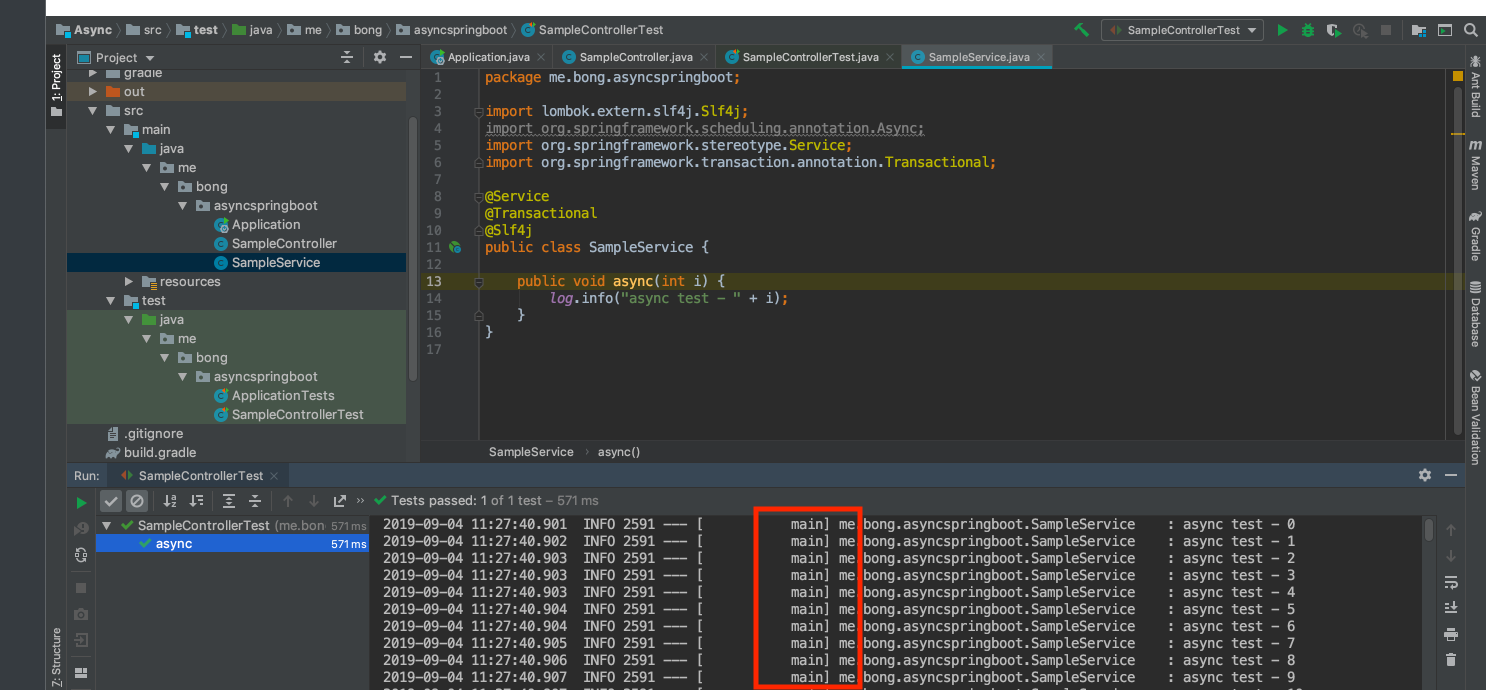 Async src test java me bong asyncspringboot SampleControllerTest
SampleControllerTest
1: Project
Project
Application.java SampleController.java SampleControllerTest.java SampleService.java
gradle
out
src
main
java
me
bong
asyncspringboot
Application
SampleController
SampleService
resources
test
java
me
bong
asyncspringboot
ApplicationTests
SampleControllerTest
.gitignore
build.gradle
1 package me.bong.asyncspringboot;
2
3 import lombok.extern.slf4j.Slf4j;
4 import org.springframework.scheduling.annotation.Async;
5 import org.springframework.stereotype.Service;
6 import org.springframework.transaction.annotation.Transactional;
7
8 @Service
9 @Transactional
10 @Slf4j
11 public class SampleService {
12
13 public void async(int i) {
14 log.info("async test - " + i);
15 }
16 }
17
SampleService › async()
Ant Build
Maven
Gradle
Database
Bean Validation
Run: SampleControllerTest
Tests passed: 1 of 1 test – 571 ms
SampleControllerTest (me.bon 571 ms
async 571 ms
2019-09-04 11:27:40.901 INFO 2591 --- [ main] me.bong.asyncspringboot.SampleService : async test - 0
2019-09-04 11:27:40.902 INFO 2591 --- [ main] me.bong.asyncspringboot.SampleService : async test - 1
2019-09-04 11:27:40.903 INFO 2591 --- [ main] me.bong.asyncspringboot.SampleService : async test - 2
2019-09-04 11:27:40.903 INFO 2591 --- [ main] me.bong.asyncspringboot.SampleService : async test - 3
2019-09-04 11:27:40.903 INFO 2591 --- [ main] me.bong.asyncspringboot.SampleService : async test - 4
2019-09-04 11:27:40.904 INFO 2591 --- [ main] me.bong.asyncspringboot.SampleService : async test - 5
2019-09-04 11:27:40.904 INFO 2591 --- [ main] me.bong.asyncspringboot.SampleService : async test - 6
2019-09-04 11:27:40.905 INFO 2591 --- [ main] me.bong.asyncspringboot.SampleService : async test - 7
2019-09-04 11:27:40.906 INFO 2591 --- [ main] me.bong.asyncspringboot.SampleService : async test - 8
2019-09-04 11:27:40.907 INFO 2591 --- [ main] me.bong.asyncspringboot.SampleService : async test - 9
Z: Structure